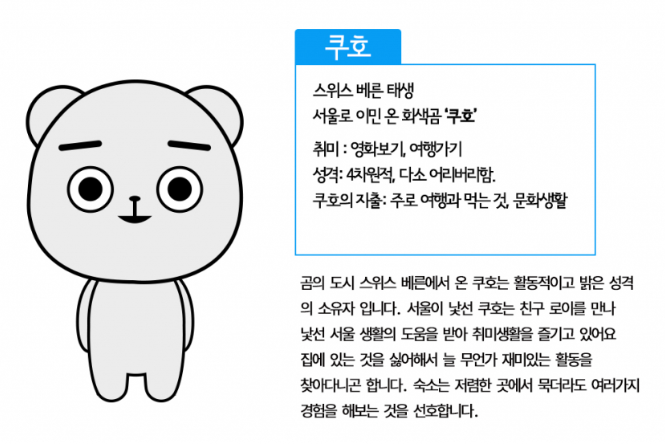 쿠호
스위스 베른 태생
서울로 이민 온 회색곰 ‘쿠호’
취미 : 영화보기, 여행가기
성격: 4차원적, 다소 어리버리함.
쿠호의 지출: 주로 여행과 먹는 것, 문화생활
곰의 도시 스위스 베른에서 온 쿠호는 활동적이고 밝은 성격
의 소유자 입니다. 서울이 낯선 쿠호는 친구 로이를 만나
낯선 서울 생활의 도움을 받아 취미생활을 즐기고 있어요
집에 있는 것을 싫어해서 늘 무언가 재미있는 활동을
찾아다니곤 합니다. 숙소는 저렴한 곳에서 묵더라도 여러가지
경험을 해보는 것을 선호합니다.